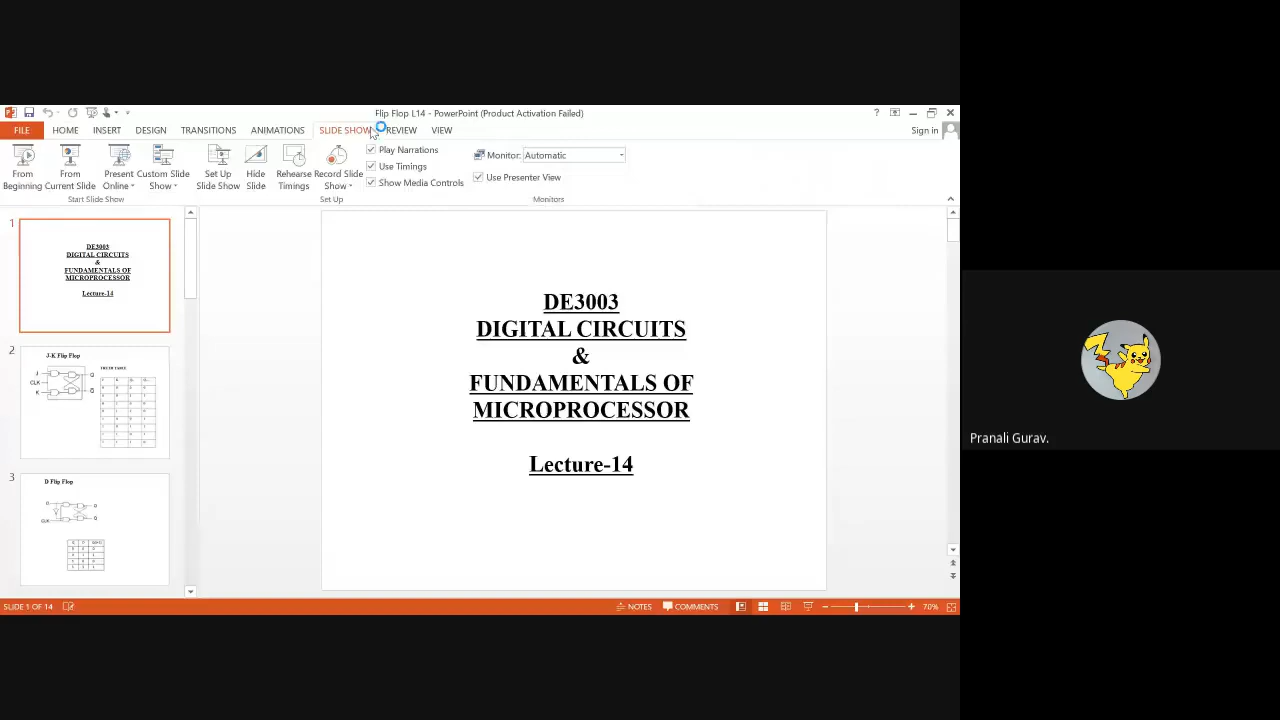 Flip Flop L14 - PowerPoint (Product Activation Failed)
FILE HOME INSERT DESIGN TRANSITIONS ANIMATIONS SLIDE SHOW REVIEW VIEW
Sign in
From Beginning
From Current Slide
Present Online
Custom Slide Show
Set Up Slide Show
Hide Slide
Rehearse Timings
Record Slide Show
Play Narrations
Use Timings
Show Media Controls
Monitor: Automatic
Use Presenter View
Start Slide Show
Set Up
Monitors
1
DE3003
DIGITAL CIRCUITS
&
FUNDAMENTALS OF
MICROPROCESSOR
Lecture-14
2
J-K Flip Flop
TRUTH TABLE
J
CLK
K
Q
Q
3
D Flip Flop
CLK
DE3003
DIGITAL CIRCUITS
&
FUNDAMENTALS OF
MICROPROCESSOR
Lecture-14
Pranali Gurav.
SLIDE 1 OF 14
NOTES
COMMENTS
70%